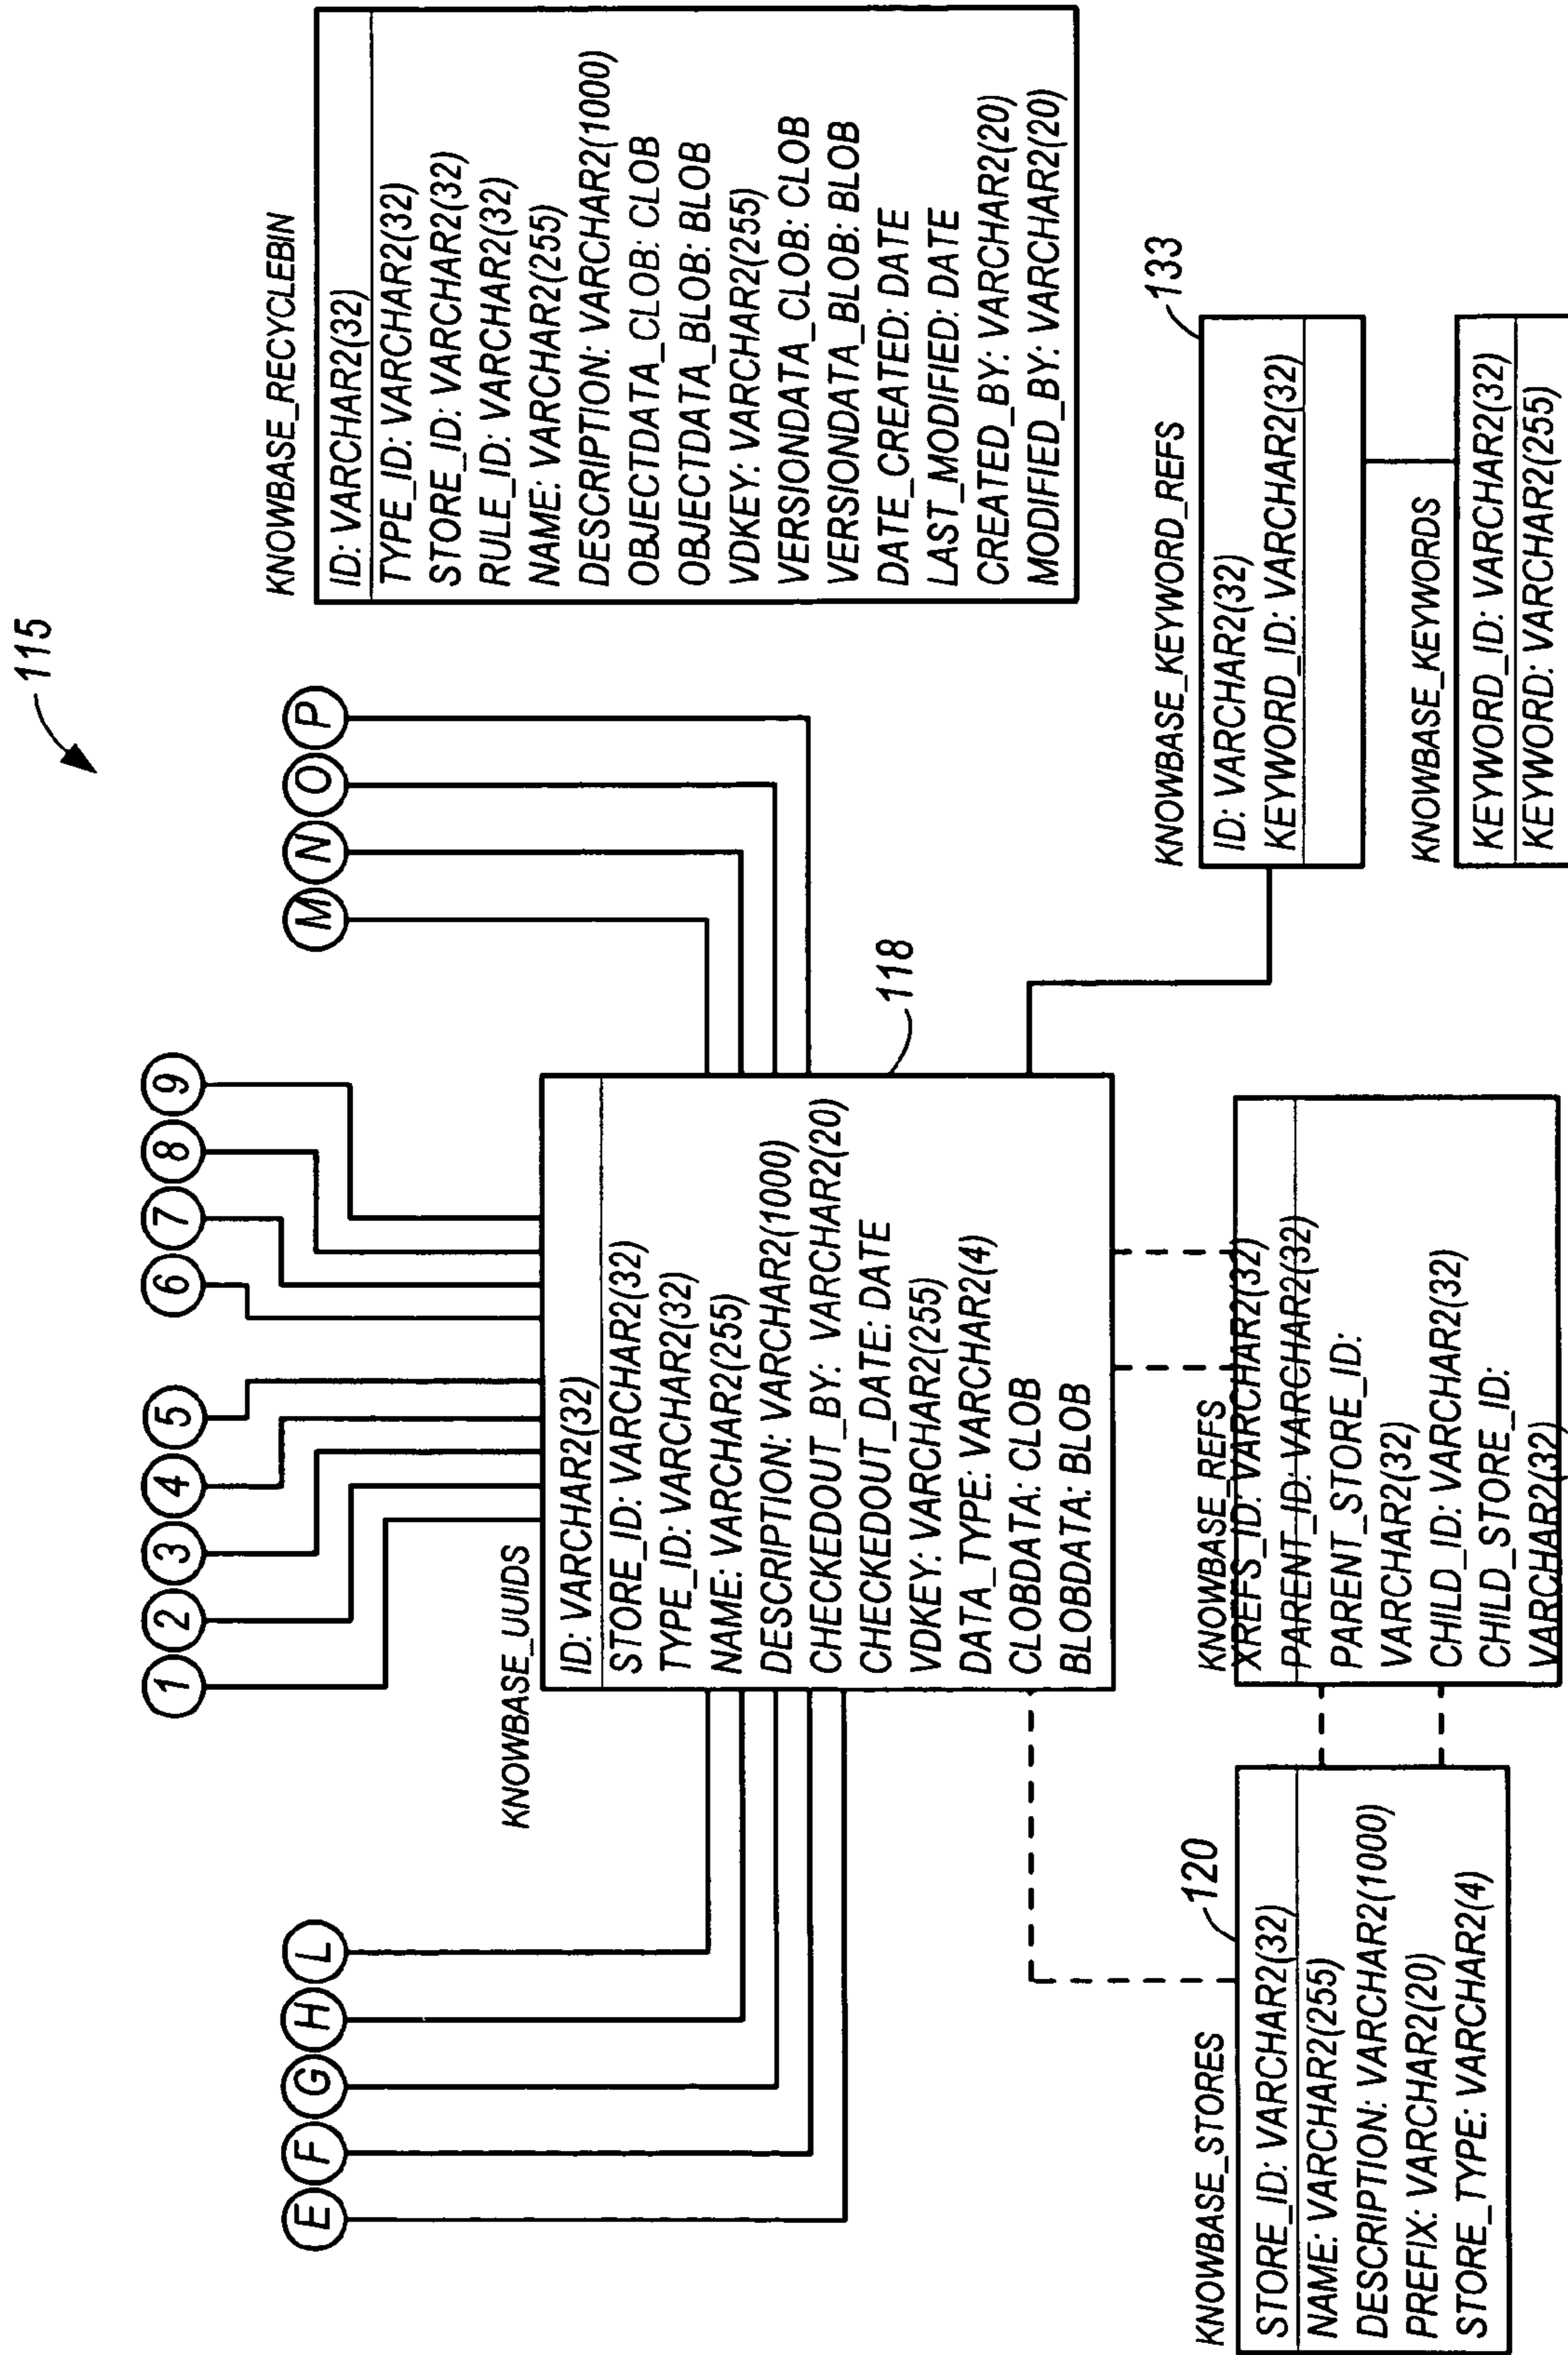 115
1 2 3 4 5 6 7 8 9
E F G H L
M N O P
KNOWBASE_UUIDS
ID: VARCHAR2(32)
STORE_ID: VARCHAR2(32)
TYPE_ID: VARCHAR2(32)
NAME: VARCHAR2(255)
DESCRIPTION: VARCHAR2(1000)
CHECKEDOUT_BY: VARCHAR2(20)
CHECKEDOUT_DATE: DATE
VDKEY: VARCHAR2(255)
DATA_TYPE: VARCHAR2(4)
CLOBDATA: CLOB
BLOBDATA: BLOB
118
KNOWBASE_RECYCLEBIN
ID: VARCHAR2(32)
TYPE_ID: VARCHAR2(32)
STORE_ID: VARCHAR2(32)
RULE_ID: VARCHAR2(32)
NAME: VARCHAR2(255)
DESCRIPTION: VARCHAR2(1000)
OBJECTDATA_CLOB: CLOB
OBJECTDATA_BLOB: BLOB
VDKEY: VARCHAR2(255)
VERSIONDATA_CLOB: CLOB
VERSIONDATA_BLOB: BLOB
DATE_CREATED: DATE
LAST_MODIFIED: DATE
CREATED_BY: VARCHAR2(20)
MODIFIED_BY: VARCHAR2(20)
KNOWBASE_STORES
120
STORE_ID: VARCHAR2(32)
NAME: VARCHAR2(255)
DESCRIPTION: VARCHAR2(1000)
PREFIX: VARCHAR2(20)
STORE_TYPE: VARCHAR2(4)
KNOWBASE_REFS
XREFS_ID: VARCHAR2(32)
PARENT_ID: VARCHAR2(32)
PARENT_STORE_ID:
VARCHAR2(32)
CHILD_ID: VARCHAR2(32)
CHILD_STORE_ID:
VARCHAR2(32)
KNOWBASE_KEYWORD_REFS
133
ID: VARCHAR2(32)
KEYWORD_ID: VARCHAR2(32)
KNOWBASE_KEYWORDS
KEYWORD_ID: VARCHAR2(32)
KEYWORD: VARCHAR2(255)